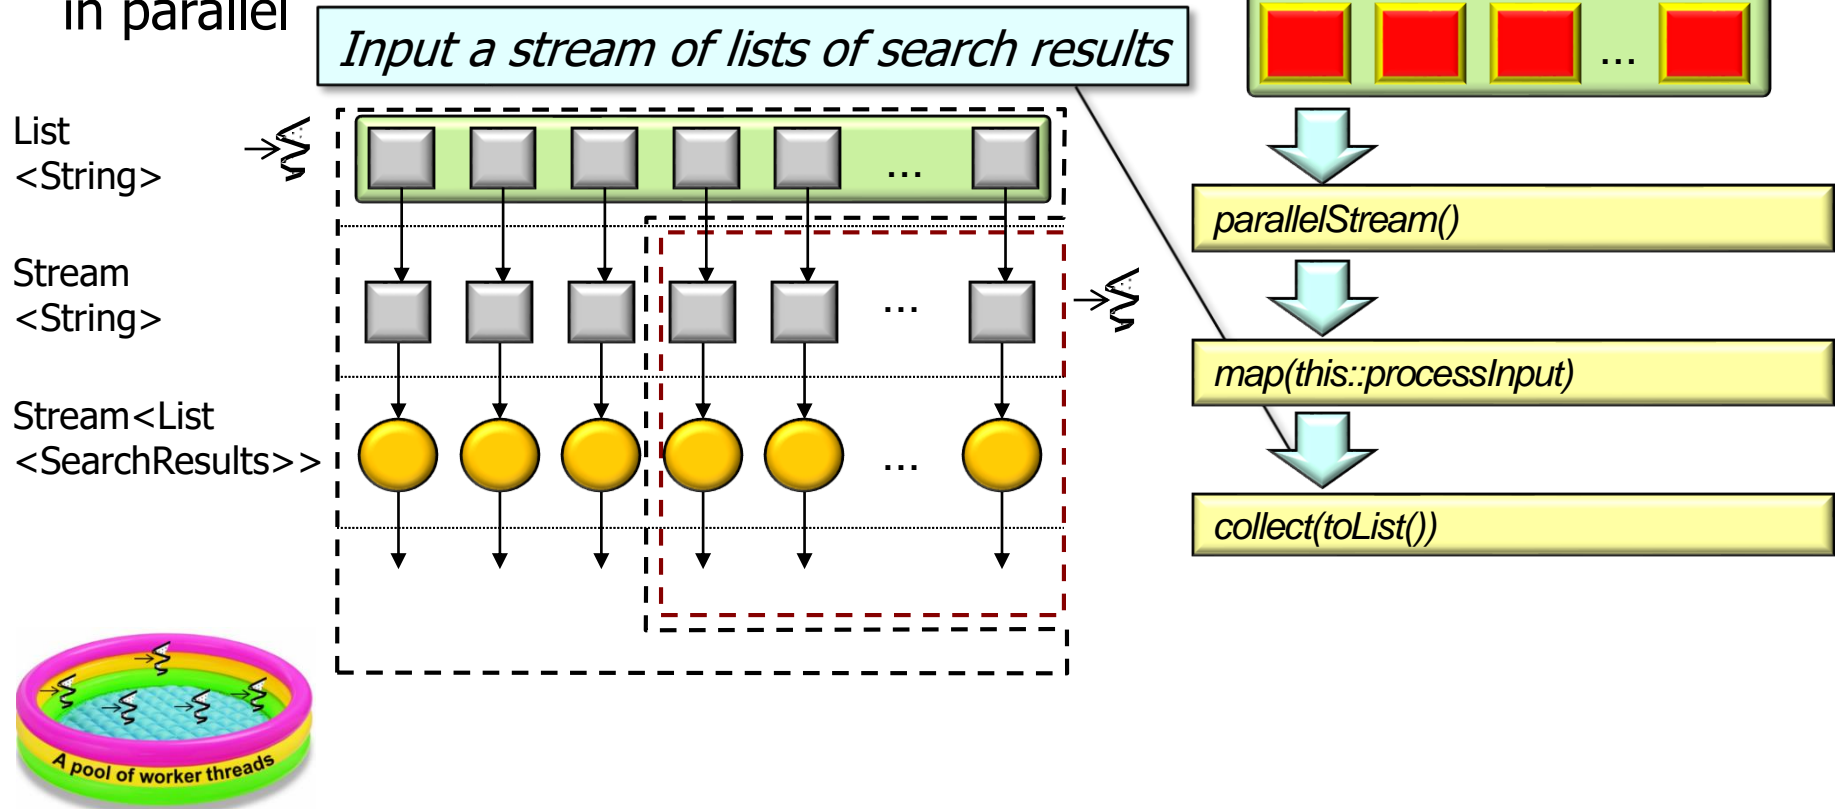 in parallel
Input a stream of lists of search results
...
List
<String>
...
parallelStream()
Stream
<String>
...
map(this::processInput)
Stream<List
<SearchResults>>
...
collect(toList())
A pool of worker threads